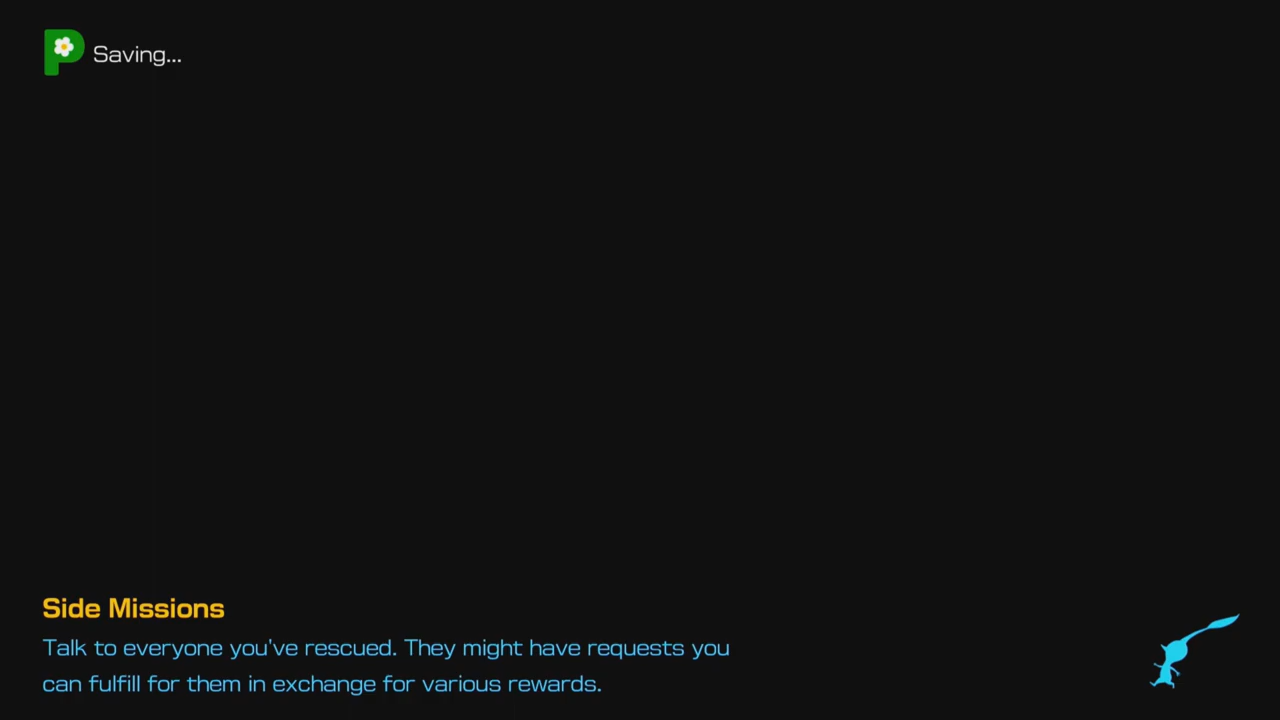 Saving...
Side Missions
Talk to everyone you've rescued. They might have requests you
can fulfill for them in exchange for various rewards.